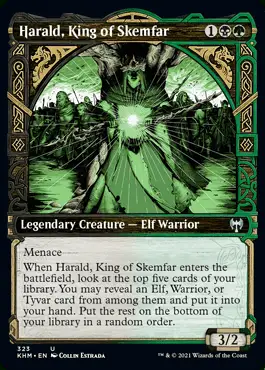 Harald, King of Skemfar 1
Legendary Creature — Elf Warrior
Menace
When Harald, King of Skemfar enters the
battlefield, look at the top five cards of your
library. You may reveal an Elf, Warrior, or
Tyvar card from among them and put it into
your hand. Put the rest on the bottom of
your library in a random order.
3/2
323 U
KHM • EN COLLIN ESTRADA
™ & © 2021 Wizards of the Coast